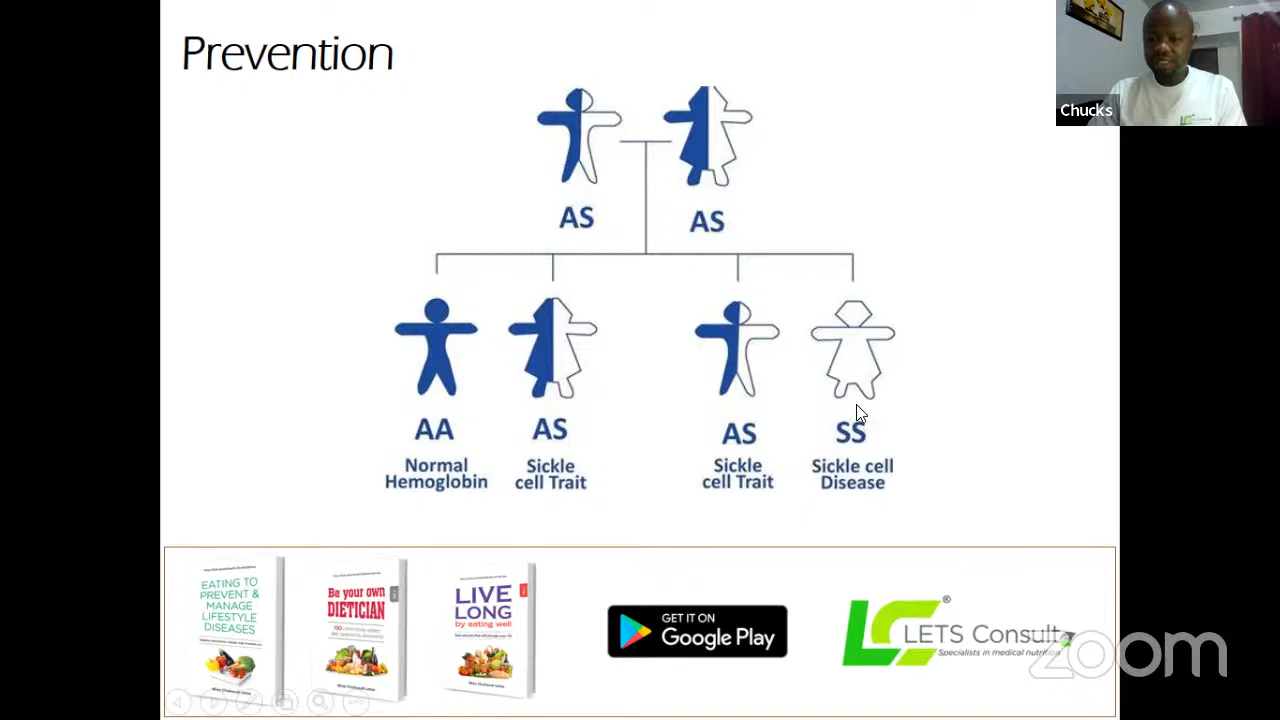 Prevention
Chucks
AS
AS
AA
AS
AS
SS
Normal
Hemoglobin
Sickle
cell Trait
Sickle
cell Trait
Sickle cell
Disease
EATING TO
PREVENT &
MANAGE
LIFESTYLE
DISEASES
Be your own
DIETICIAN
LIVE
LONG
by eating well
GET IT ON
Google Play
LC®
LETS Consult
Specialists in medical nutrition
zoom